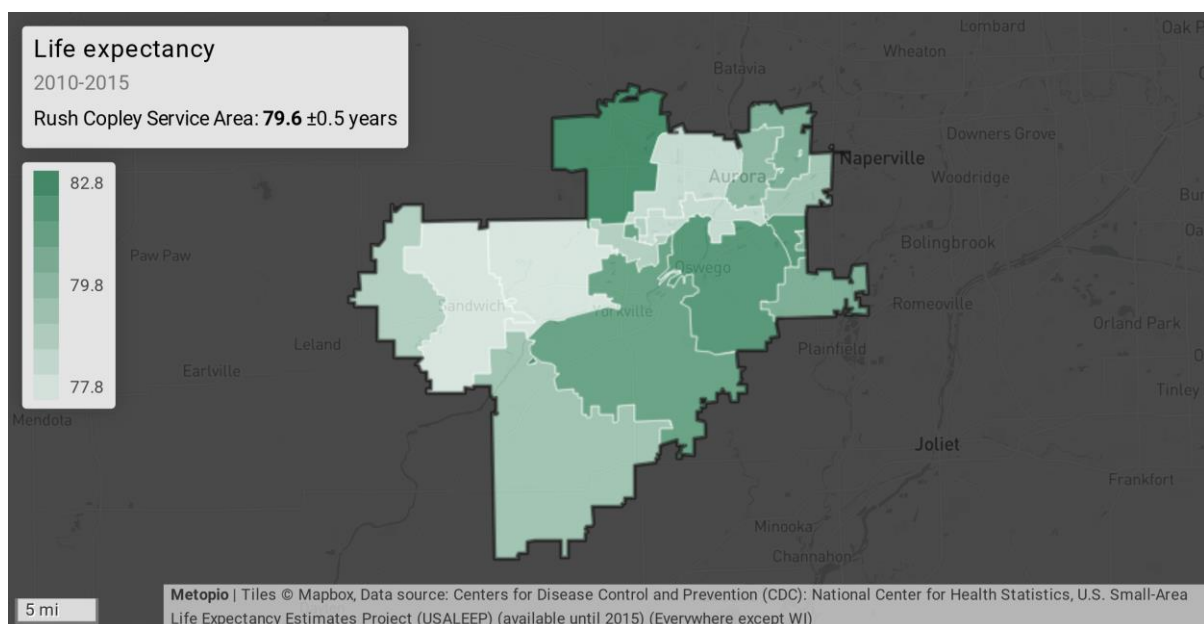 Life expectancy
2010-2015
Rush Copley Service Area: 79.6 ±0.5 years
82.8
79.8
77.8
Lombard
Oak P
Wheaton
Batavia
Downers Grove
Naperville
Aurora
Woodridge
Bolingbrook
Paw Paw
Oswego
Sandwich
Yorkville
Romeoville
Orland Park
Leland
Plainfield
Earlville
Tinley
Mendota
Joliet
Frankfort
Minooka
Channahon
5 mi
Metopio | Tiles © Mapbox, Data source: Centers for Disease Control and Prevention (CDC): National Center for Health Statistics, U.S. Small-Area
Life Expectancy Estimates Project (USALEEP) (available until 2015) (Everywhere except WI)